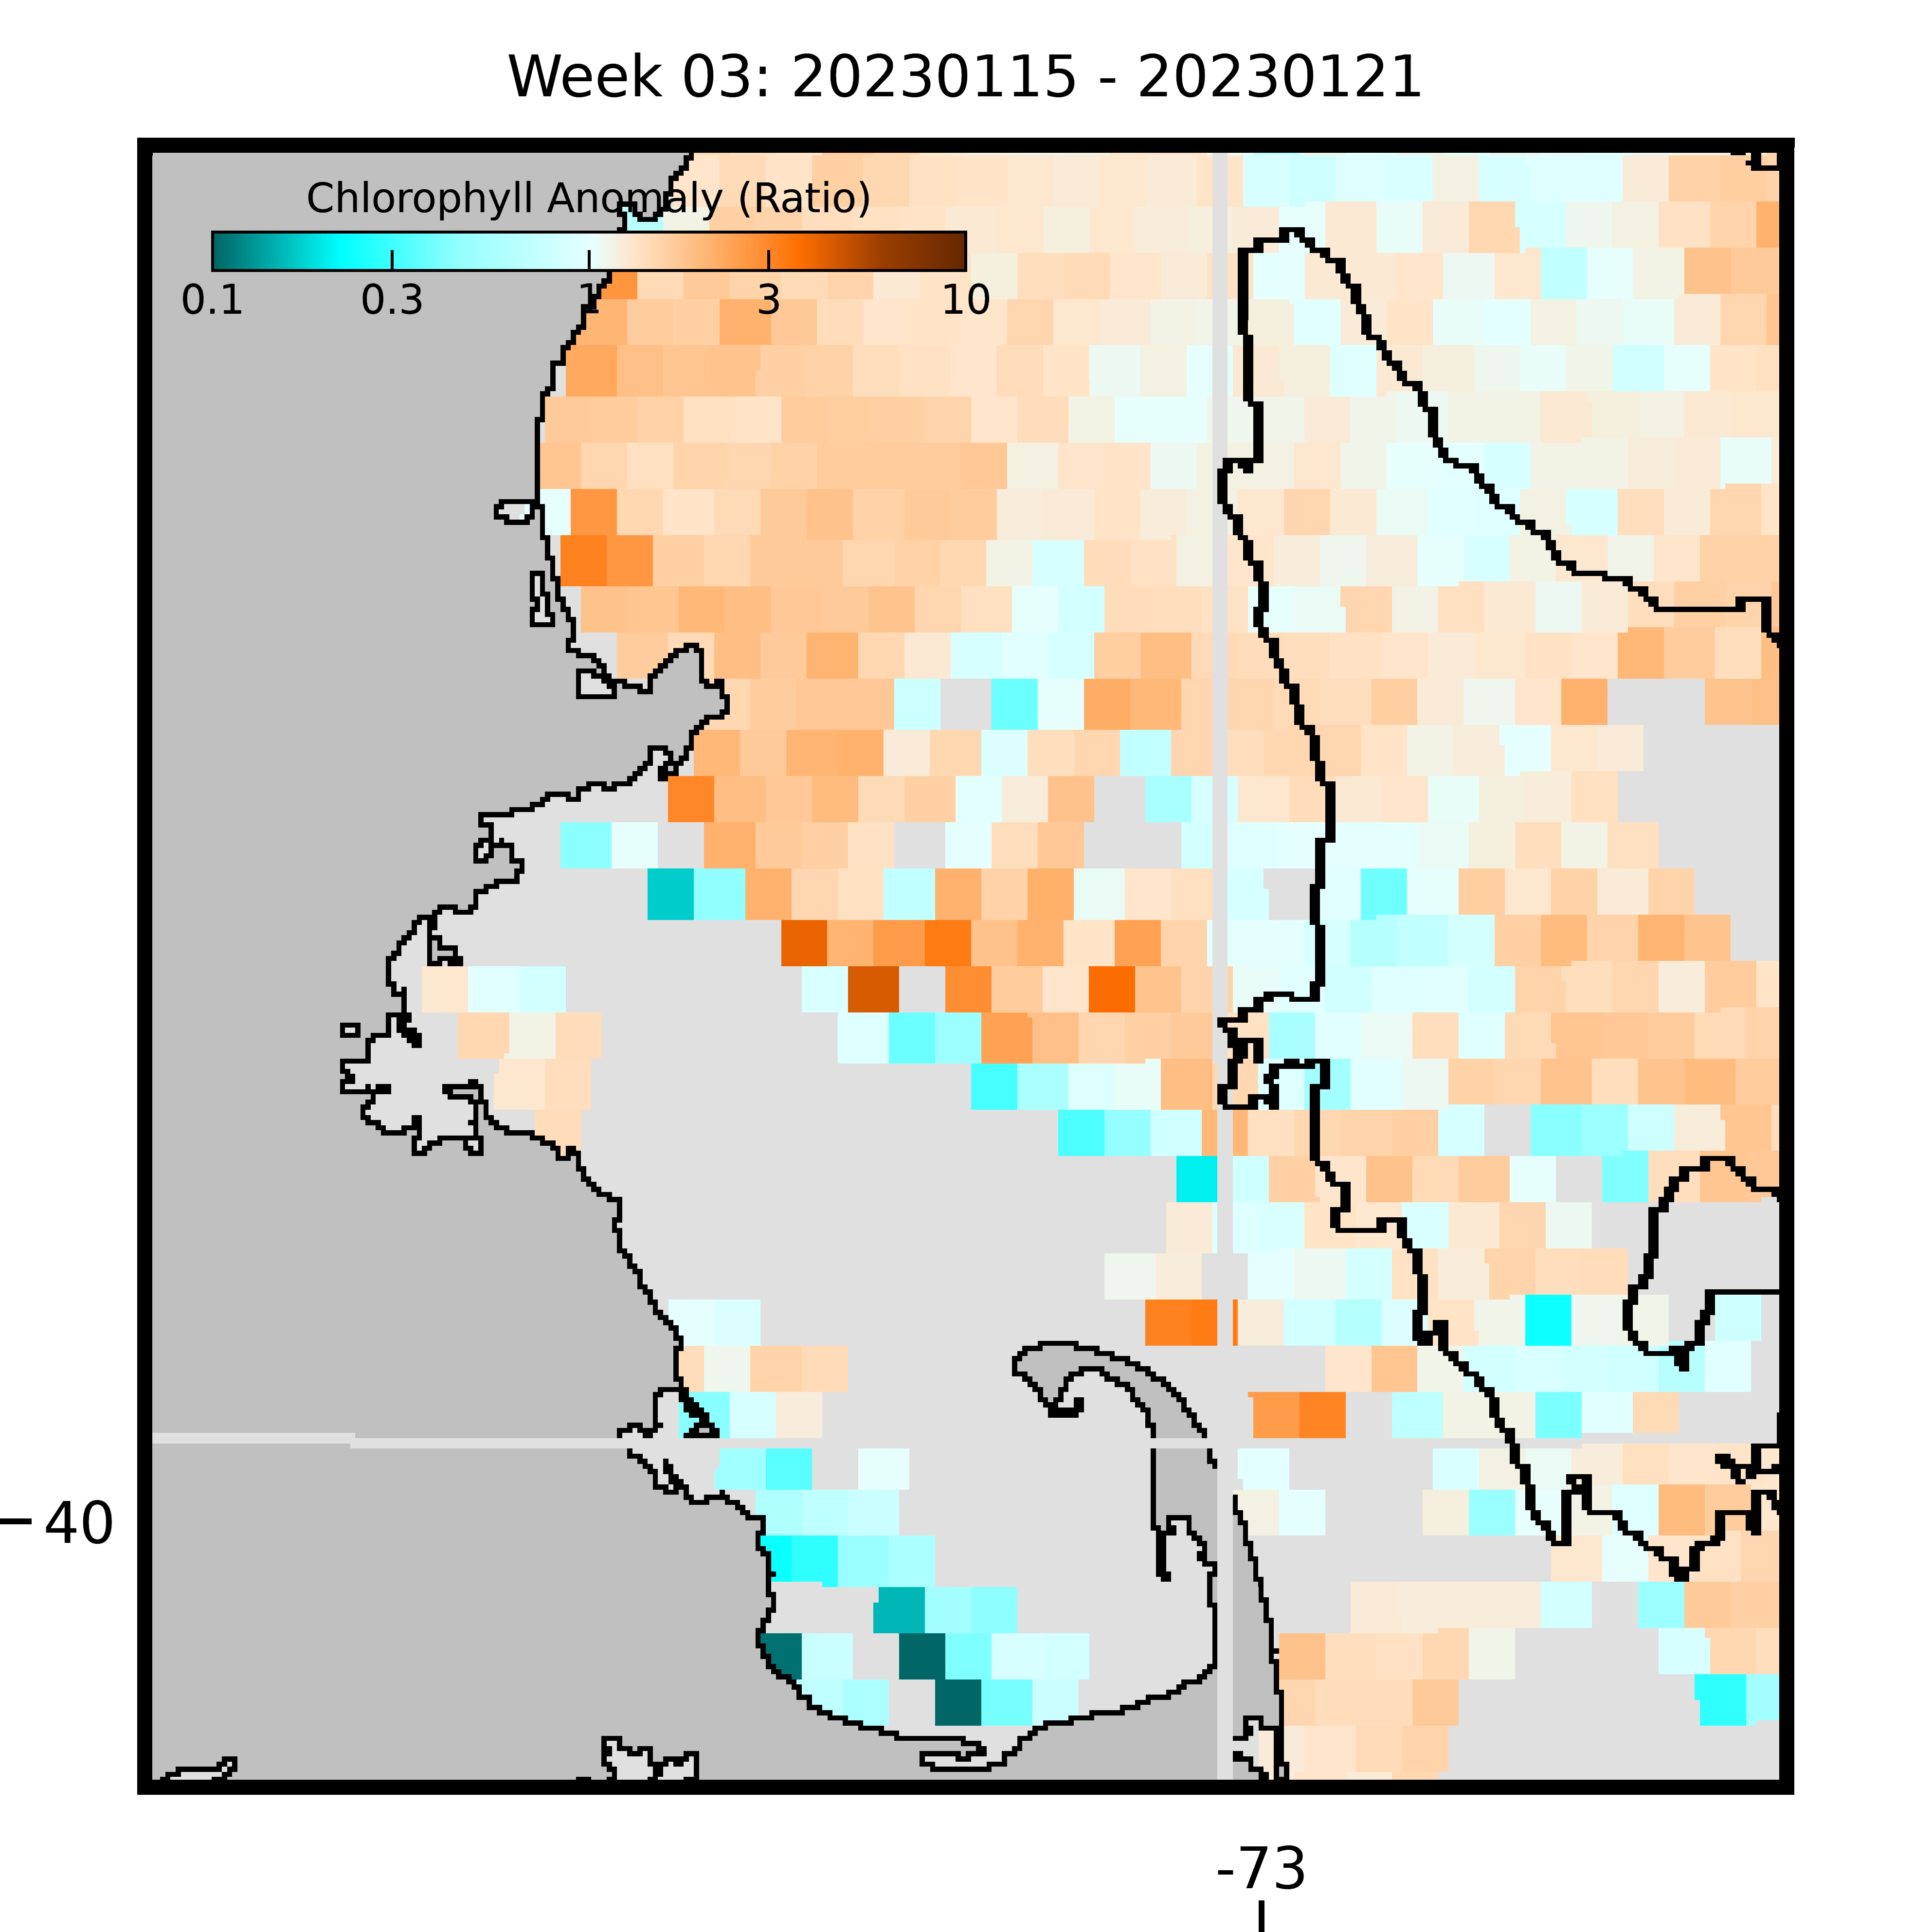 Week 03: 20230115 - 20230121
Chlorophyll Anomaly (Ratio)
0.1 0.3 1 3 10
40
-73